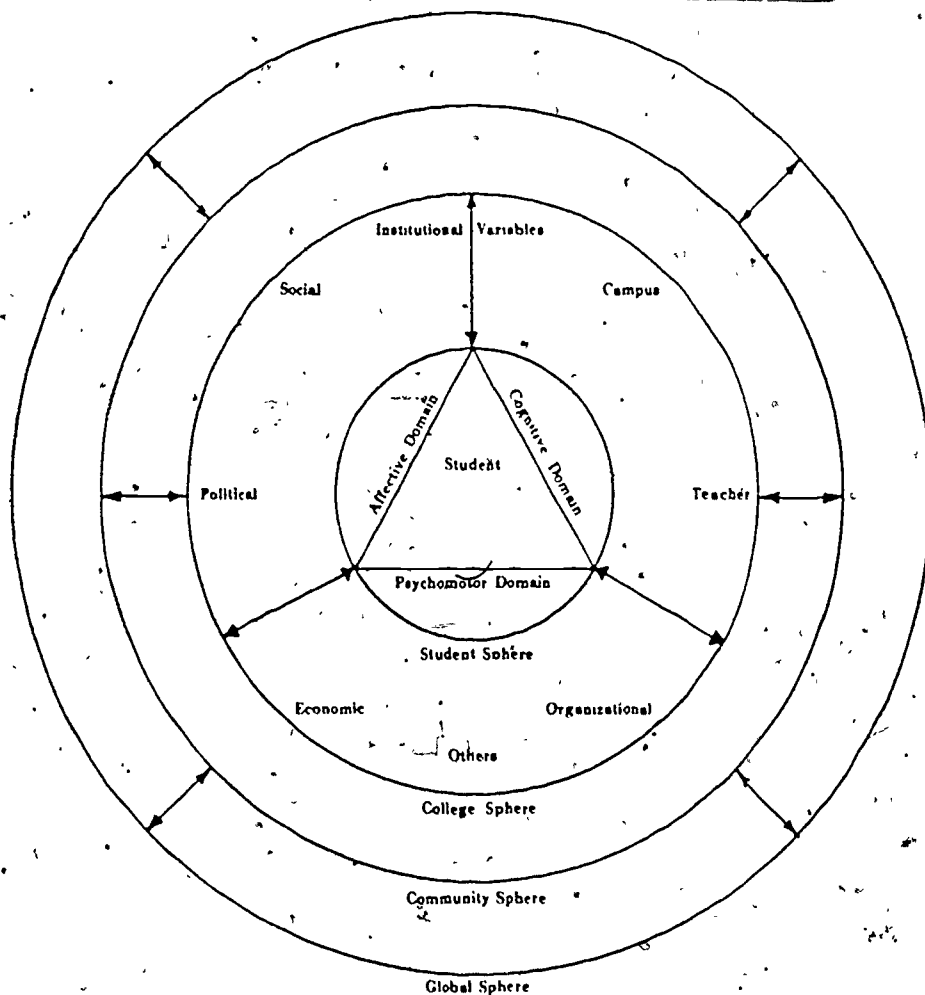 Institutional Variables
Social
Campus
Affective Domain
Cognitive Domain
Student
Political
Teacher
Psychomotor Domain
Student Sphere
Economic
Organizational
Others
College Sphere
Community Sphere
Global Sphere